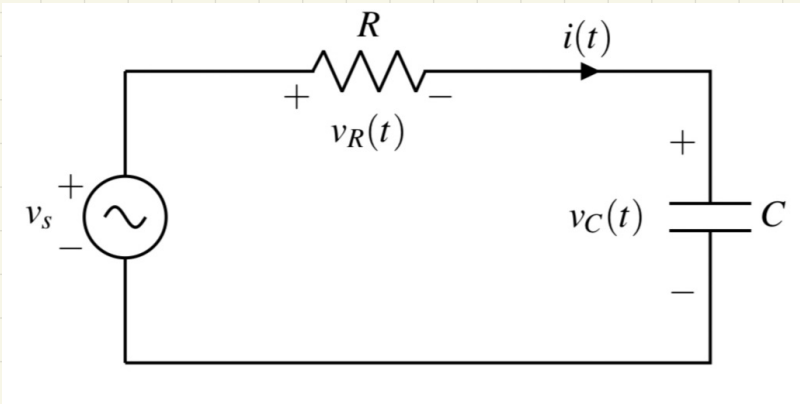 R
i(t)
+ −
v_R(t)
+
+
v_s
v_C(t)
C
−
−